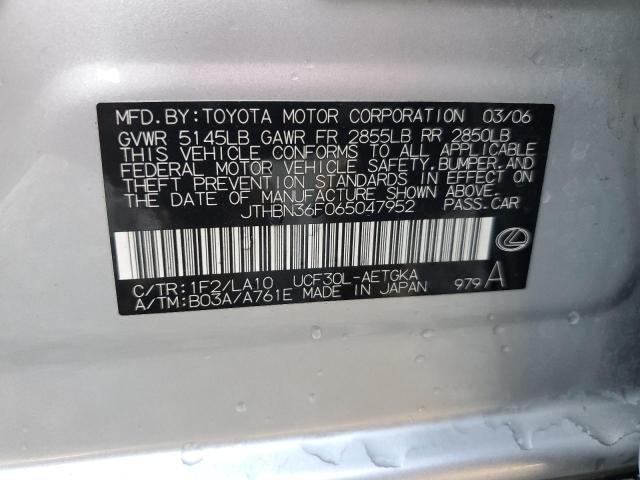 MFD. BY: TOYOTA MOTOR CORPORATION 03/06
GVWR 5145LB GAWR FR 2855LB RR 2850LB
THIS VEHICLE CONFORMS TO ALL APPLICABLE
FEDERAL MOTOR VEHICLE SAFETY, BUMPER, AND
THEFT PREVENTION STANDARDS IN EFFECT ON
THE DATE OF MANUFACTURE SHOWN ABOVE.
JTHBN36F065047952 PASS.CAR
C/TR: 1F2/LA10 UCF30L-AETGKA
A/TM: B03A/A761E MADE IN JAPAN 979 A